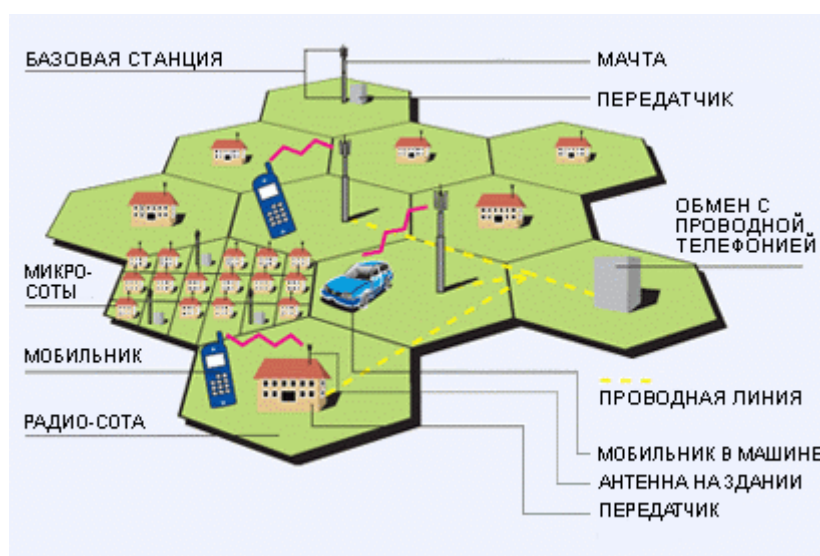 БАЗОВАЯ СТАНЦИЯ
МАЧТА
ПЕРЕДАТЧИК
ОБМЕН С
ПРОВОДНОЙ
ТЕЛЕФОНИЕЙ
МИКРО-
СОТЫ
МОБИЛЬНИК
РАДИО-СОТА
ПРОВОДНАЯ ЛИНИЯ
МОБИЛЬНИК В МАШИНЕ
АНТЕННА НА ЗДАНИИ
ПЕРЕДАТЧИК